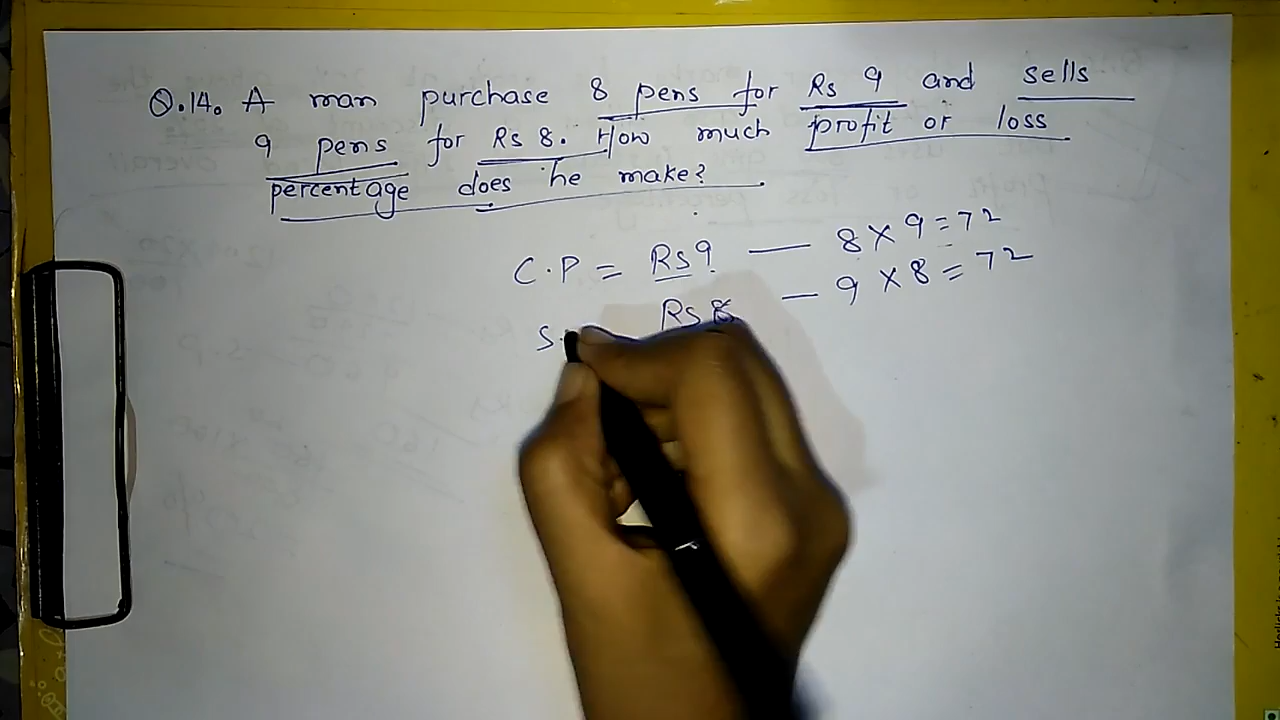 Q.14. A man purchase 8 pens for Rs 9 and sells
9 pens for Rs 8. How much profit or loss
percentage does he make?
C.P = Rs 9 — 8 × 9 = 72
Rs 8 — 9 × 8 = 72
S.